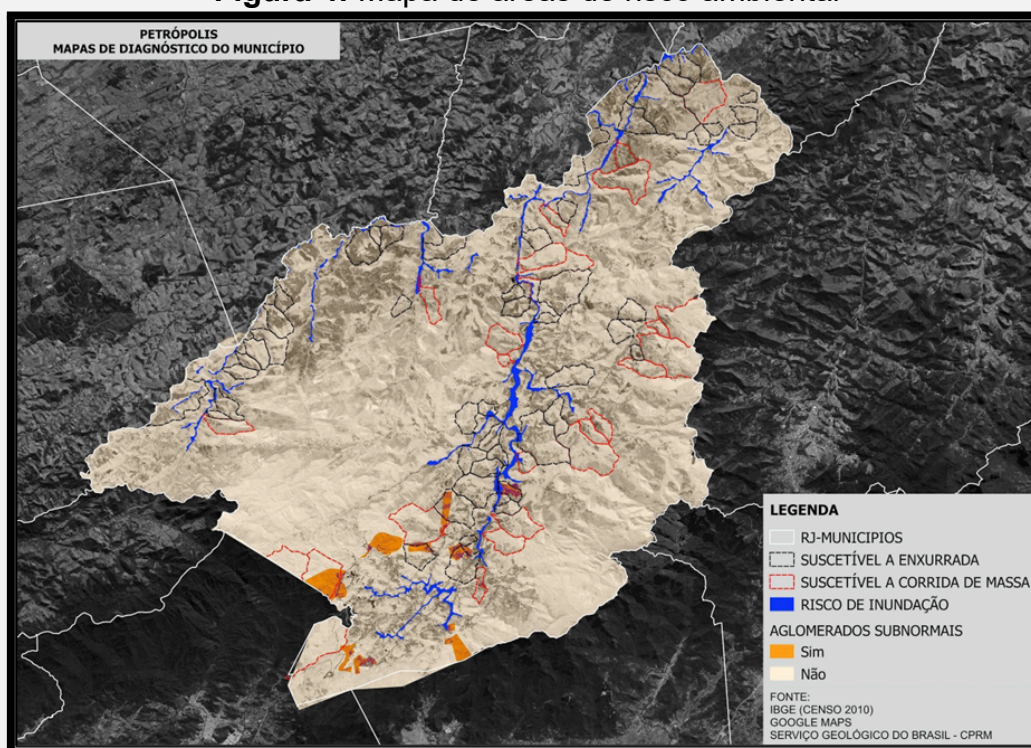 Figura 4. Mapa de áreas de risco ambiental
PETRÓPOLIS
MAPAS DE DIAGNÓSTICO DO MUNICÍPIO
LEGENDA
RJ-MUNICIPIOS
SUSCETÍVEL A ENXURRADA
SUSCETÍVEL A CORRIDA DE MASSA
RISCO DE INUNDAÇÃO
AGLOMERADOS SUBNORMAIS
Sim
Não
FONTE:
IBGE (CENSO 2010)
GOOGLE MAPS
SERVIÇO GEOLÓGICO DO BRASIL - CPRM